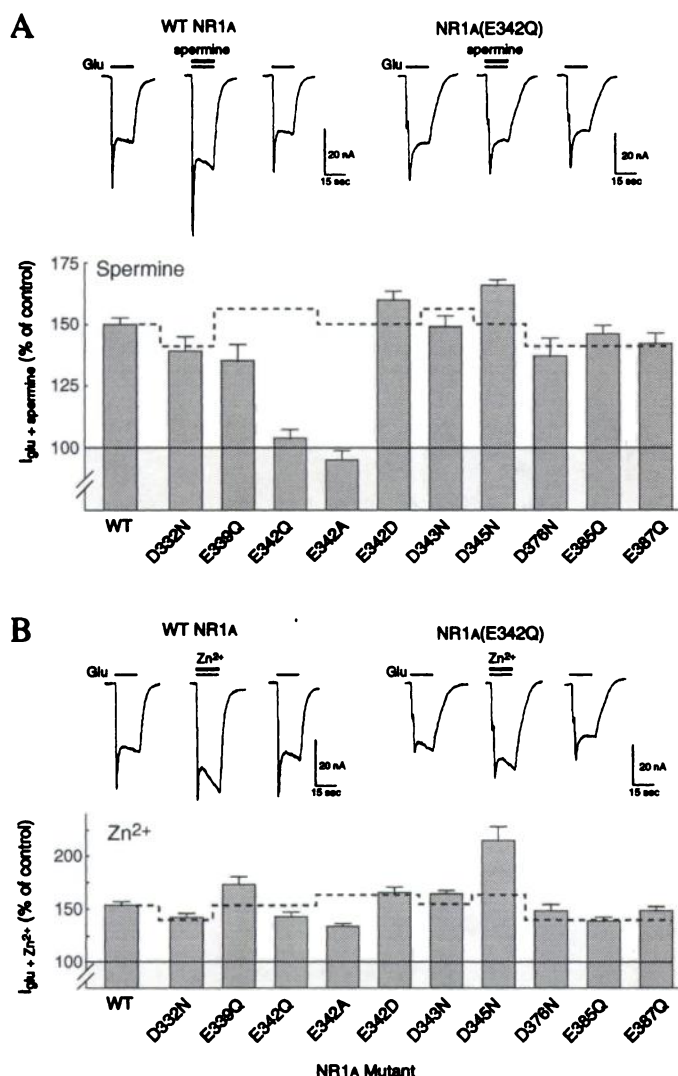 A
WT NR1A
NR1A(E342Q)
spermine
spermine
Glu
Glu
20 nA
15 sec
20 nA
15 sec
Iglu + spermine (% of control)
175
150
125
100
Spermine
WT
D332N
E339Q
E342Q
E342A
E342D
D343N
D345N
D376N
E385Q
E387Q
B
WT NR1A
NR1A(E342Q)
Zn2+
Zn2+
Glu
Glu
20 nA
15 sec
20 nA
15 sec
Iglu + Zn2+ (% of control)
200
150
100
Zn2+
WT
D332N
E339Q
E342Q
E342A
E342D
D343N
D345N
D376N
E385Q
E387Q
NR1A Mutant